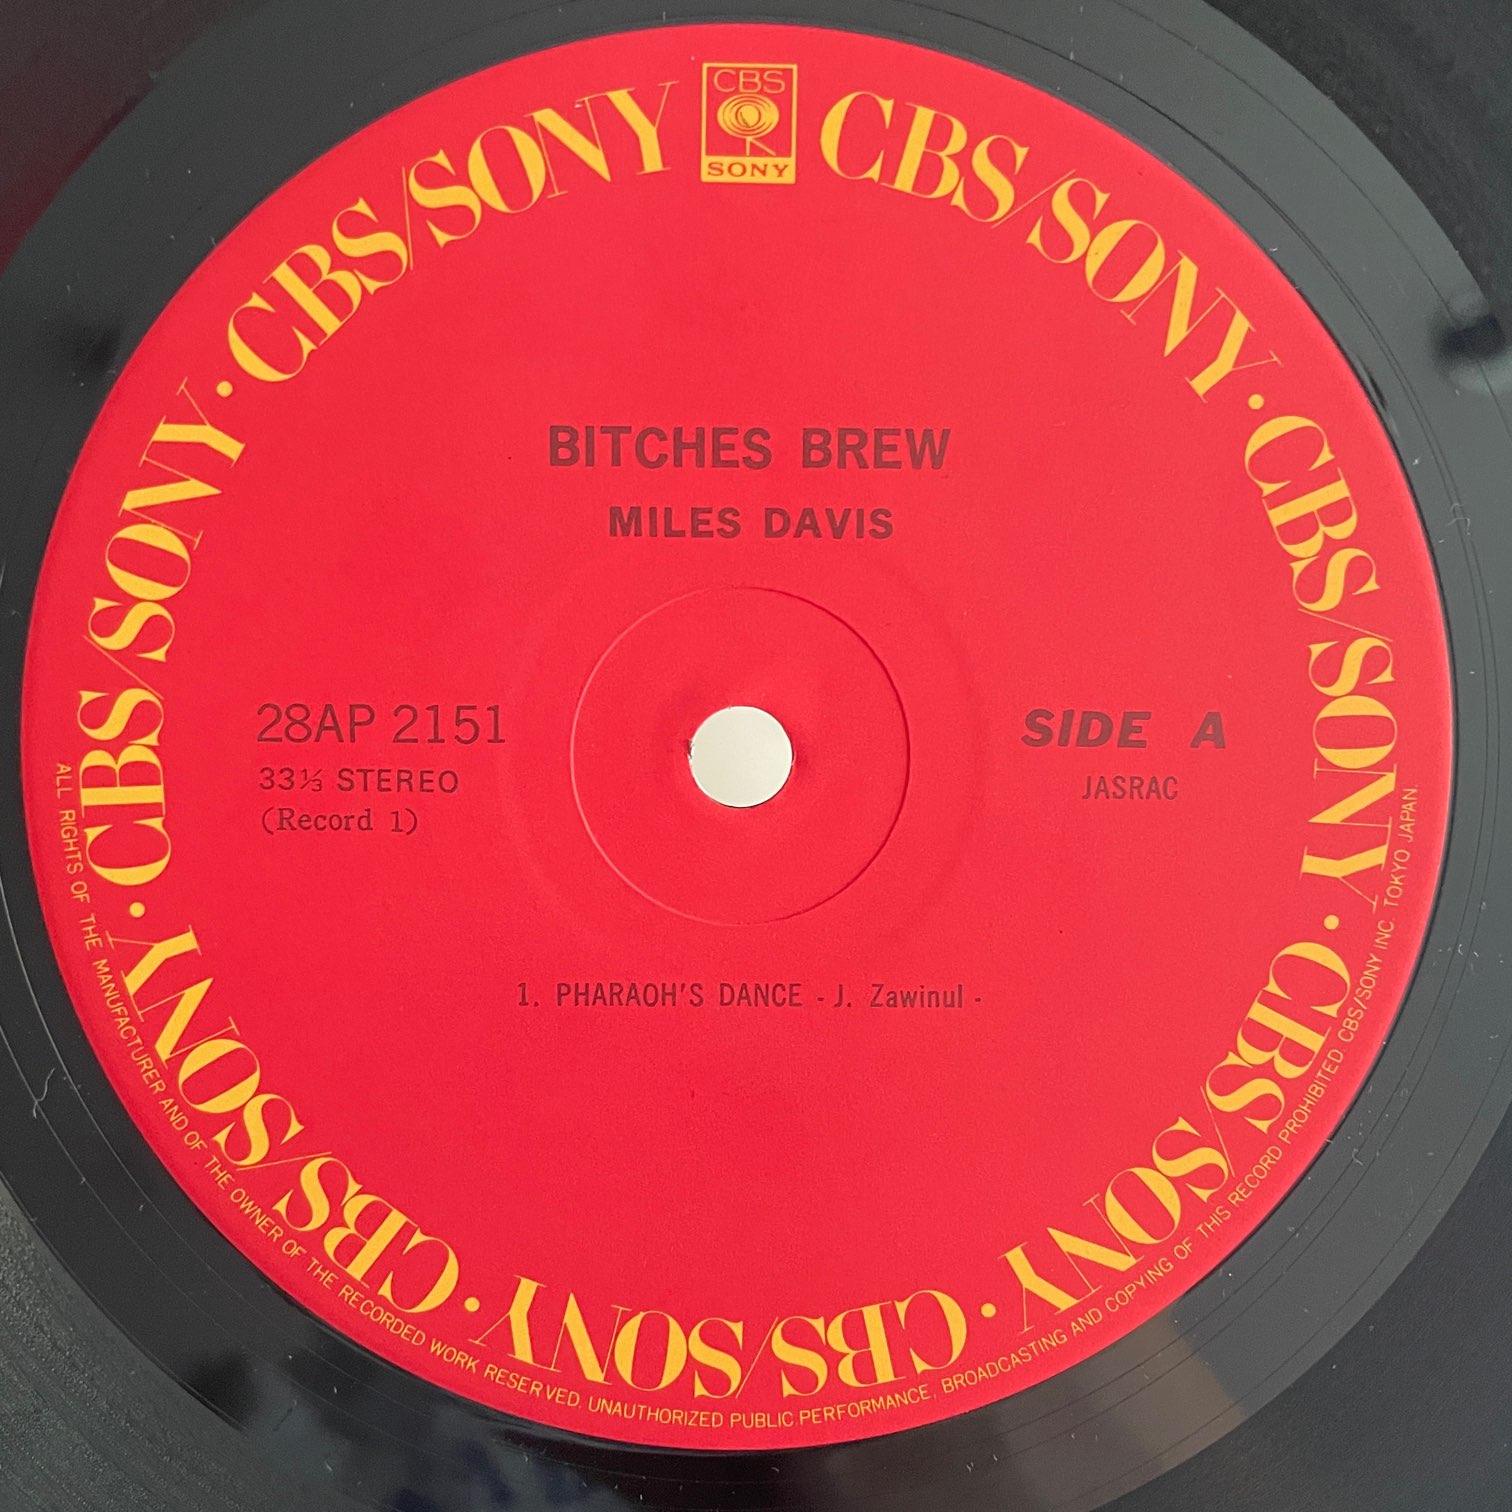 CBS
SONY
CBS/SONY · CBS/SONY · CBS/SONY · CBS/SONY · CBS/SONY · CBS/SONY · CBS/SONY · CBS/SONY
BITCHES BREW
MILES DAVIS
28AP 2151
33⅓ STEREO
(Record 1)
SIDE A
JASRAC
1. PHARAOH'S DANCE - J. Zawinul -
ALL RIGHTS OF THE MANUFACTURER AND OF THE OWNER OF THE RECORDED WORK RESERVED. UNAUTHORIZED PUBLIC PERFORMANCE, BROADCASTING AND COPYING OF THIS RECORD PROHIBITED. CBS/SONY INC. TOKYO JAPAN.